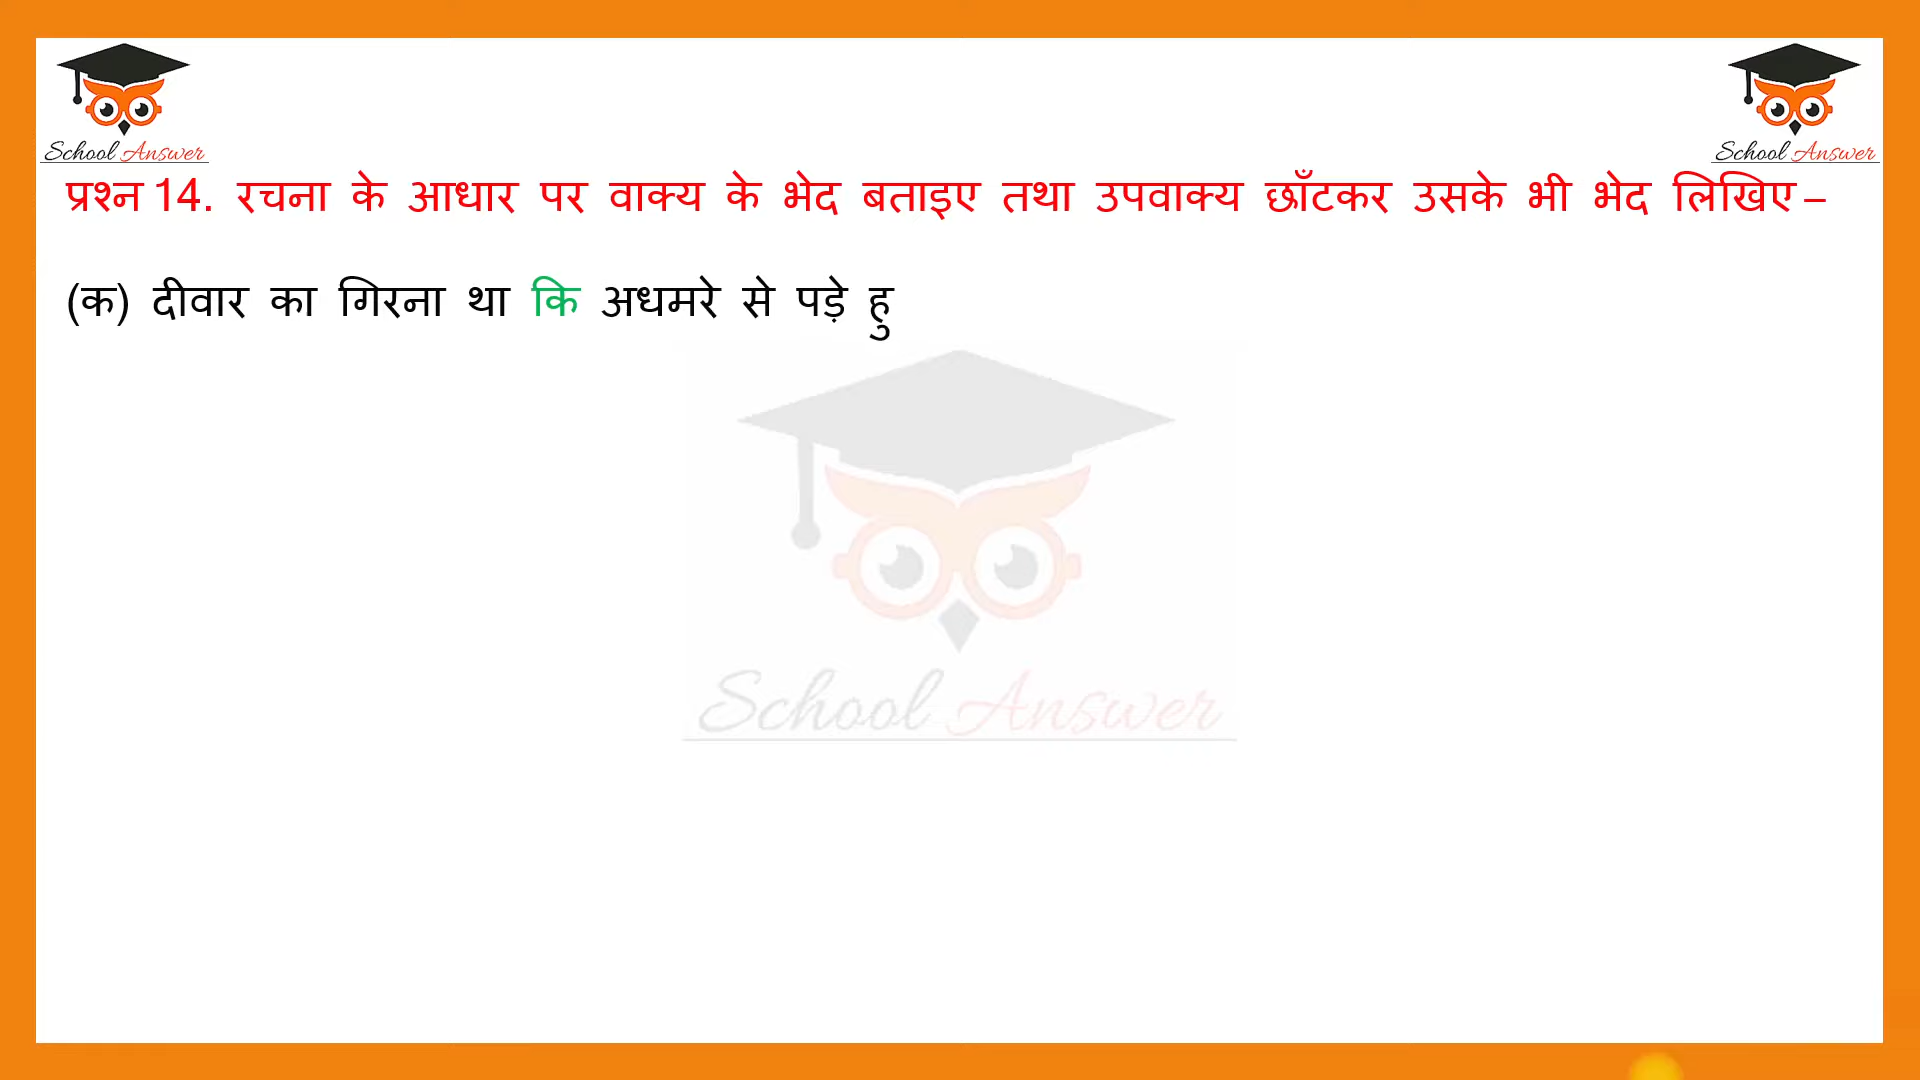 School Answer School Answer
प्रश्न 14. रचना के आधार पर वाक्य के भेद बताइए तथा उपवाक्य छाँटकर उसके भी भेद लिखिए –
(क) दीवार का गिरना था कि अधमरे से पड़े हु
School Answer